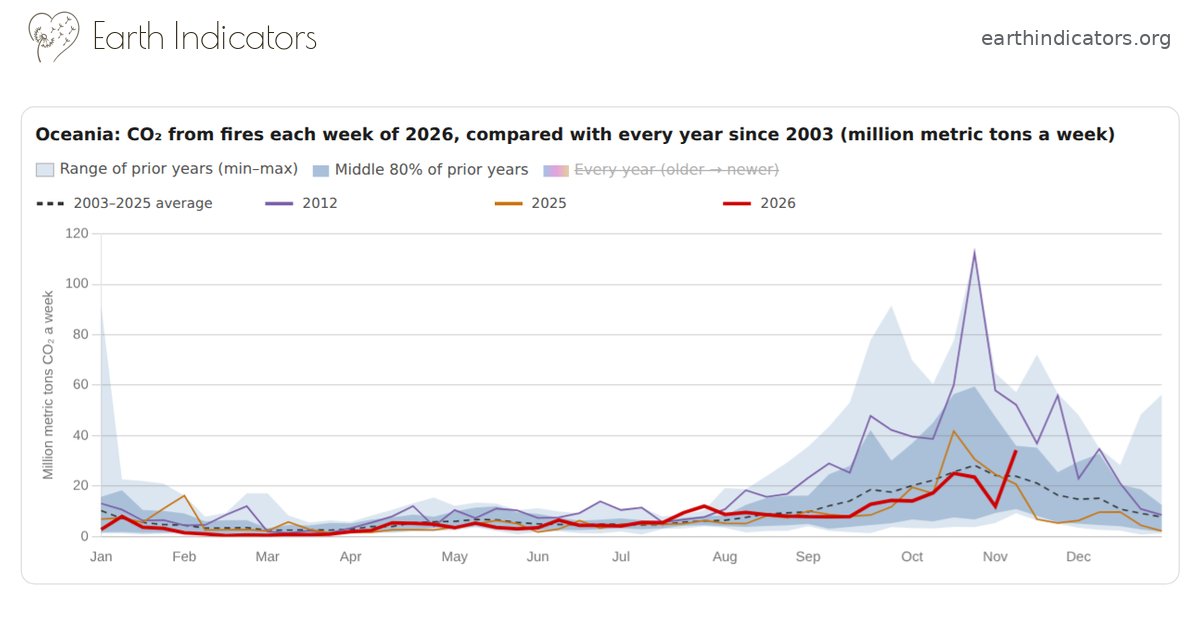 Earth Indicators
earthindicators.org
Oceania: CO₂ from fires each week of 2026, compared with every year since 2003 (million metric tons a week)
Range of prior years (min–max) Middle 80% of prior years Every year (older → newer)
2003–2025 average 2012 2025 2026
Million metric tons CO₂ a week
120
100
80
60
40
20
0
Jan Feb Mar Apr May Jun Jul Aug Sep Oct Nov Dec